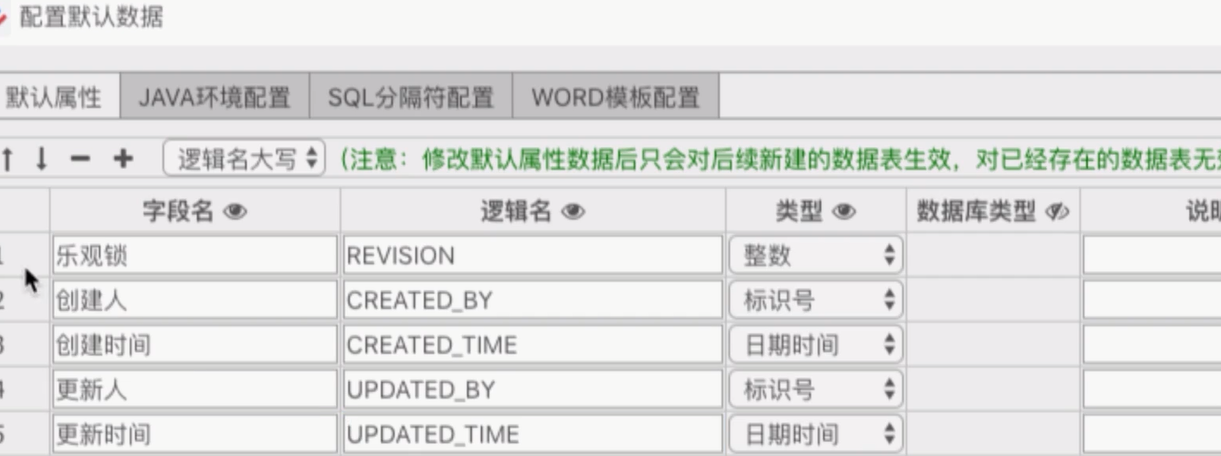 配置默认数据
默认属性 JAVA环境配置 SQL分隔符配置 WORD模板配置
逻辑名大写 (注意：修改默认属性数据后只会对后续新建的数据表生效，对已经存在的数据表无
字段名 逻辑名 类型 数据库类型 说明
1 乐观锁 REVISION 整数
2 创建人 CREATED_BY 标识号
3 创建时间 CREATED_TIME 日期时间
4 更新人 UPDATED_BY 标识号
5 更新时间 UPDATED_TIME 日期时间